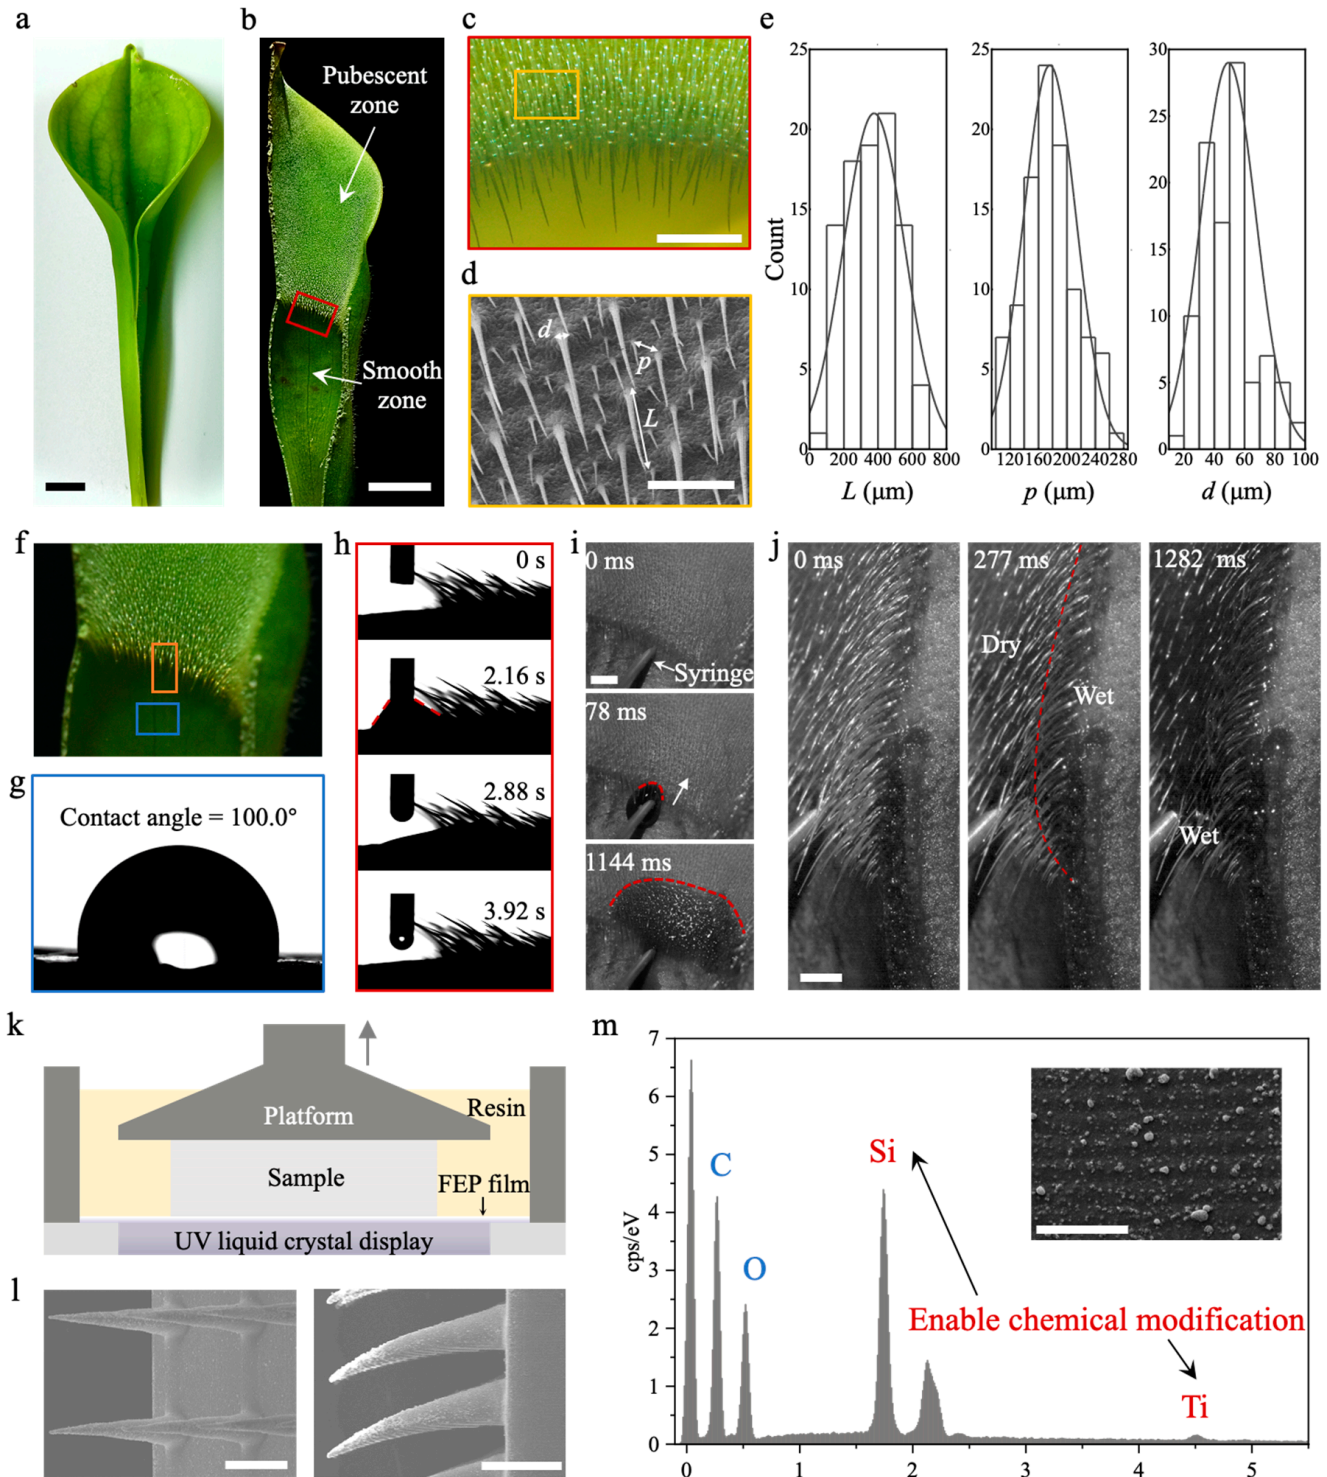 a
b
c
e
Pubescent
zone
Smooth
zone
d
d
p
L
25
20
15
10
5
0
Count
0 200 400 600 800
L (μm)
25
20
15
10
5
0
120 160 200 240 280
p (μm)
30
25
20
15
10
5
0
20 40 60 80 100
d (μm)
f
h
i
j
0 s
2.16 s
2.88 s
3.92 s
0 ms
Syringe
78 ms
1144 ms
0 ms
277 ms
1282 ms
Dry
Wet
Wet
g
Contact angle = 100.0°
k
Platform
Resin
Sample
FEP film
UV liquid crystal display
l
m
7
6
5
4
3
2
1
0
cps/eV
C
O
Si
Enable chemical modification
Ti
0 1 2 3 4 5